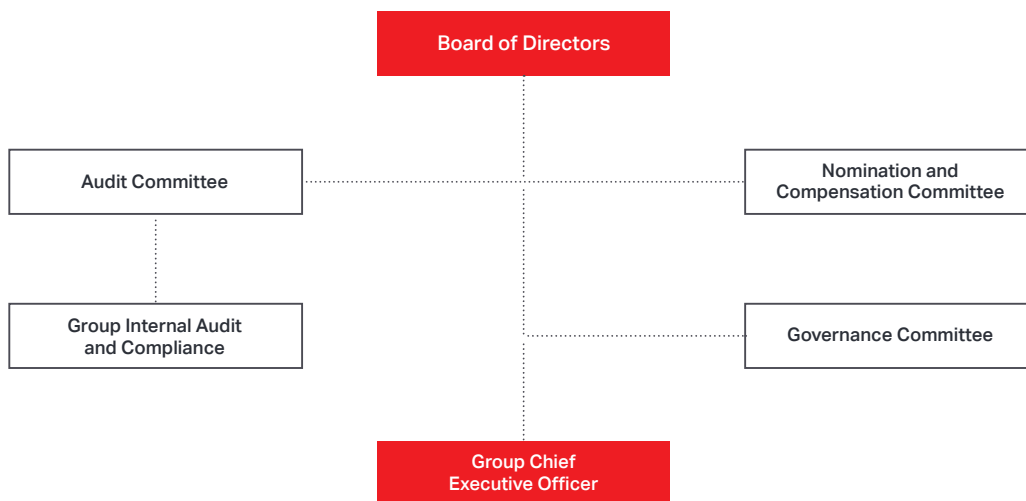 Board of Directors
Audit Committee
Nomination and
Compensation Committee
Group Internal Audit
and Compliance
Governance Committee
Group Chief
Executive Officer